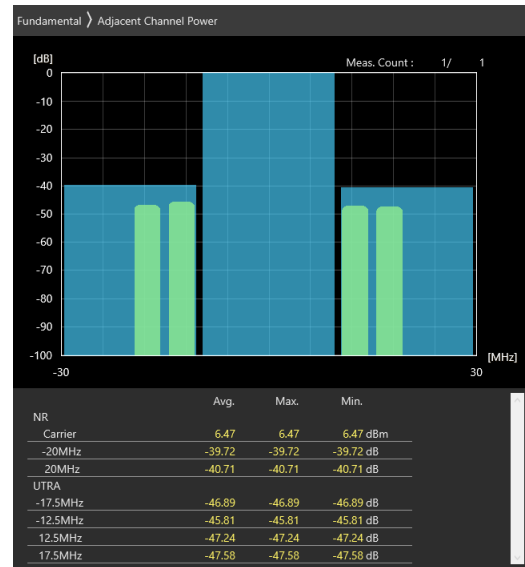 Fundamental 〉 Adjacent Channel Power
[dB] Meas. Count : 1/ 1
0
-10
-20
-30
-40
-50
-60
-70
-80
-90
-100 [MHz]
-30 30
Avg. Max. Min.
NR
Carrier 6.47 6.47 6.47 dBm
-20MHz -39.72 -39.72 -39.72 dB
20MHz -40.71 -40.71 -40.71 dB
UTRA
-17.5MHz -46.89 -46.89 -46.89 dB
-12.5MHz -45.81 -45.81 -45.81 dB
12.5MHz -47.24 -47.24 -47.24 dB
17.5MHz -47.58 -47.58 -47.58 dB